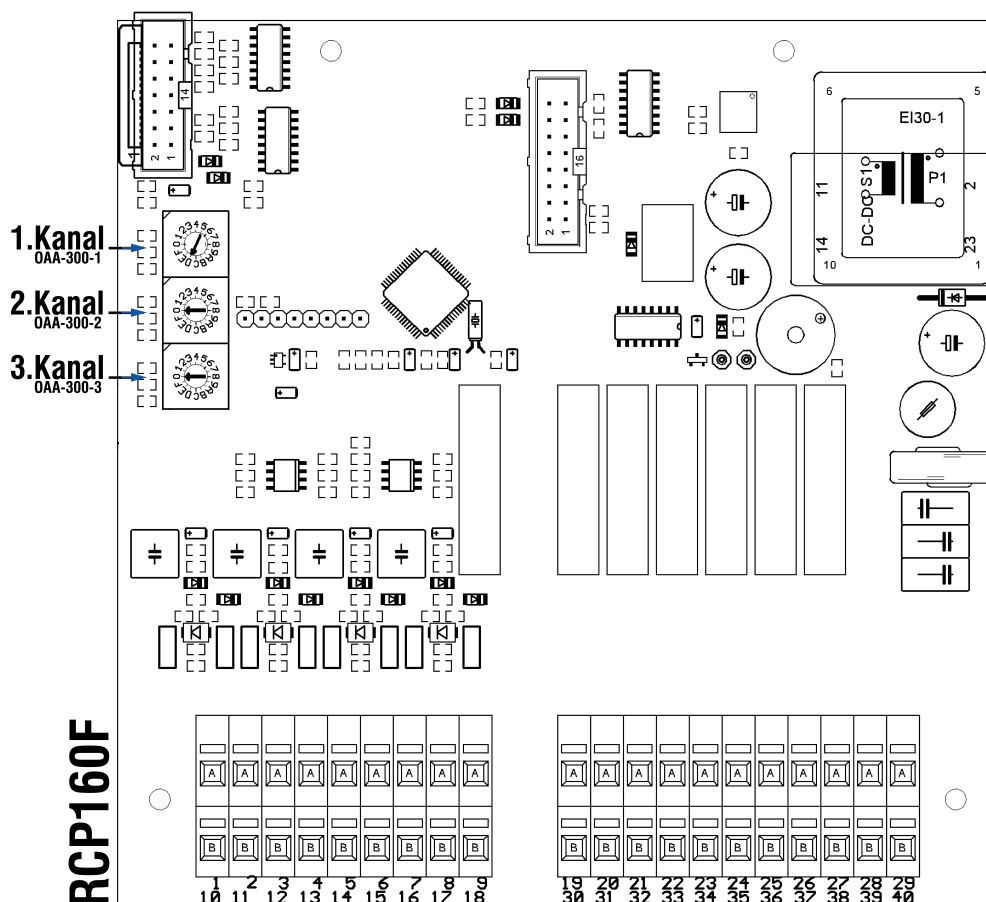 14
2 1
1.Kanal
OAA-300-1
2.Kanal
OAA-300-2
3.Kanal
OAA-300-3
0123456789ABCDEF
0123456789ABCDEF
0123456789ABCDEF
16
2 1
6 5
EI30-1
11 DC-DC S1 P1 2
14 23
10 1
RCP160F
A A A A A A A A A
B B B B B B B B B
1 2 3 4 5 6 7 8 9
10 11 12 13 14 15 16 17 18
A A A A A A A A A A A
B B B B B B B B B B B
19 20 21 22 23 24 25 26 27 28 29
30 31 32 33 34 35 36 37 38 39 40